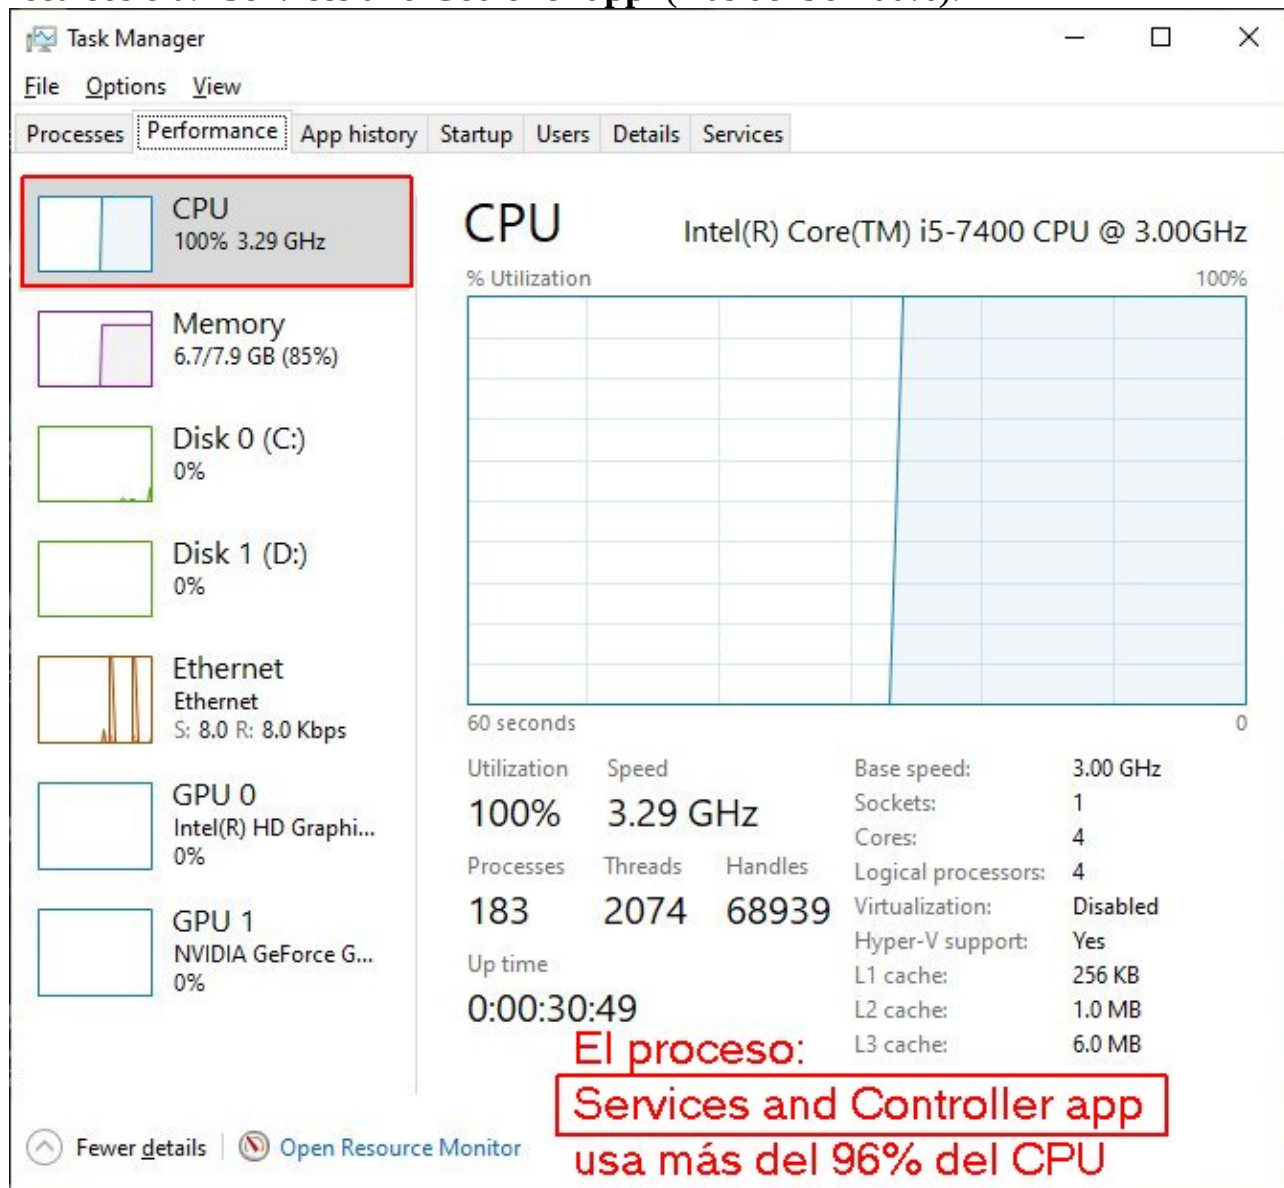 Task Manager
File Options View
Processes Performance App history Startup Users Details Services
CPU
100% 3.29 GHz
Memory
6.7/7.9 GB (85%)
Disk 0 (C:)
0%
Disk 1 (D:)
0%
Ethernet
Ethernet
S: 8.0 R: 8.0 Kbps
GPU 0
Intel(R) HD Graphi...
0%
GPU 1
NVIDIA GeForce G...
0%
CPU Intel(R) Core(TM) i5-7400 CPU @ 3.00GHz
% Utilization 100%
60 seconds 0
Utilization Speed
100% 3.29 GHz
Processes Threads Handles
183 2074 68939
Up time
0:00:30:49
Base speed: 3.00 GHz
Sockets: 1
Cores: 4
Logical processors: 4
Virtualization: Disabled
Hyper-V support: Yes
L1 cache: 256 KB
L2 cache: 1.0 MB
L3 cache: 6.0 MB
El proceso:
Services and Controller app
usa más del 96% del CPU
Fewer details Open Resource Monitor